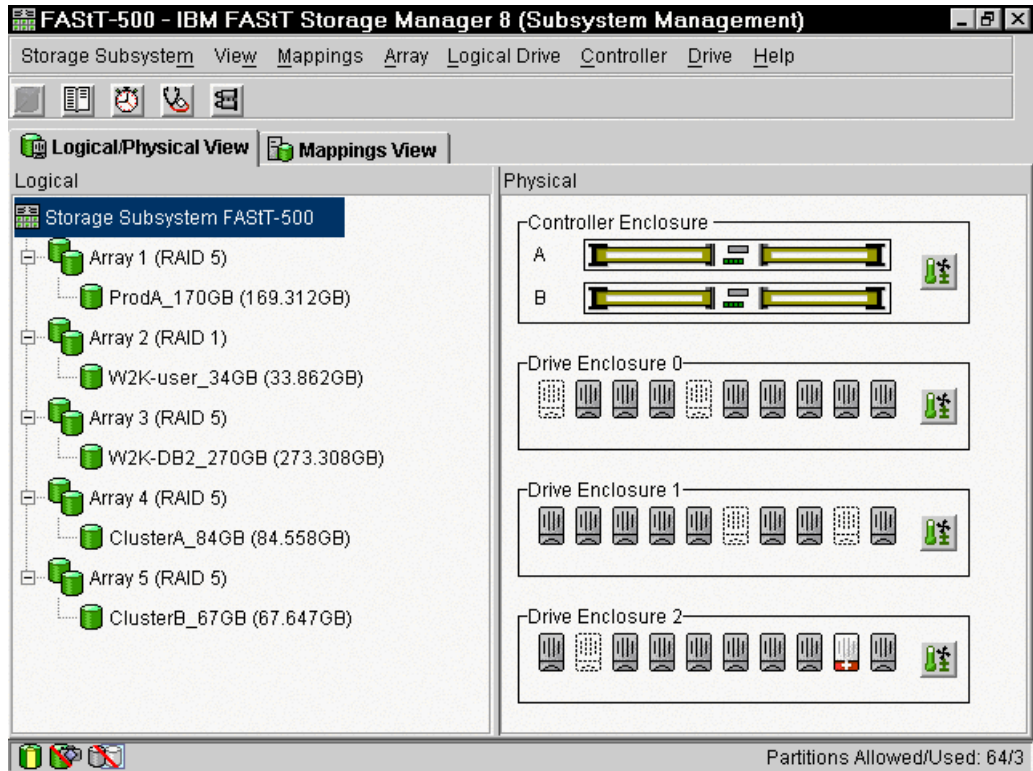 FAStT-500 - IBM FAStT Storage Manager 8 (Subsystem Management)
Storage Subsystem View Mappings Array Logical Drive Controller Drive Help
Logical/Physical View Mappings View
Logical
Storage Subsystem FAStT-500
Array 1 (RAID 5)
ProdA_170GB (169.312GB)
Array 2 (RAID 1)
W2K-user_34GB (33.862GB)
Array 3 (RAID 5)
W2K-DB2_270GB (273.308GB)
Array 4 (RAID 5)
ClusterA_84GB (84.558GB)
Array 5 (RAID 5)
ClusterB_67GB (67.647GB)
Physical
Controller Enclosure
A
B
Drive Enclosure 0
Drive Enclosure 1
Drive Enclosure 2
Partitions Allowed/Used: 64/3